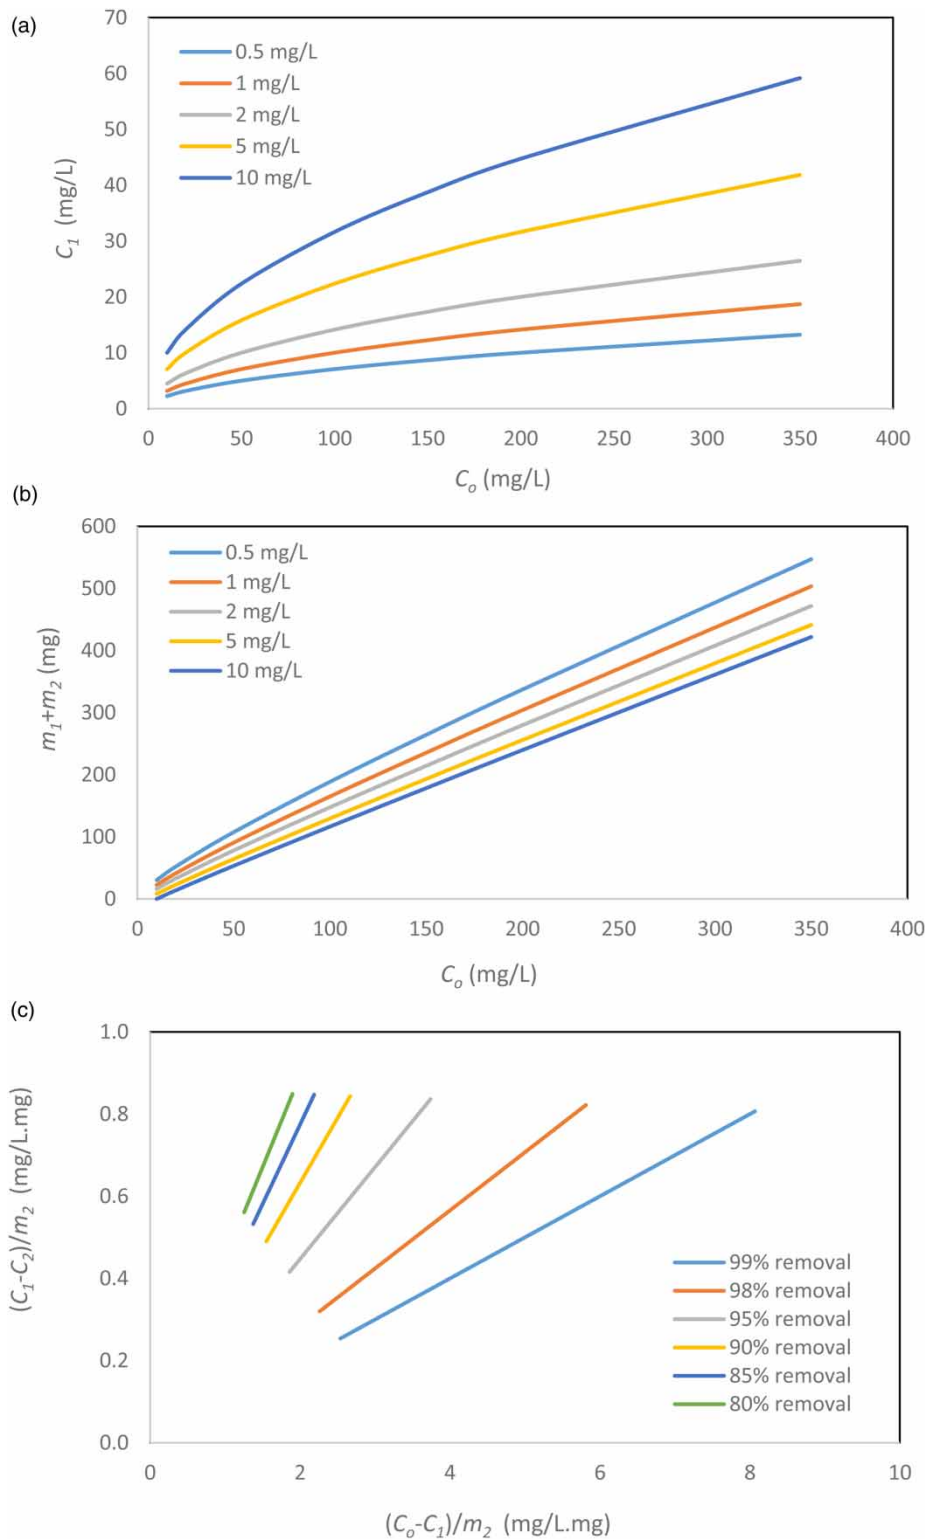 (a)
70
60
50
40
30
20
10
0
C1 (mg/L)
0.5 mg/L
1 mg/L
2 mg/L
5 mg/L
10 mg/L
0 50 100 150 200 250 300 350 400
Co (mg/L)
(b)
600
500
400
300
200
100
0
m1+m2 (mg)
0.5 mg/L
1 mg/L
2 mg/L
5 mg/L
10 mg/L
0 50 100 150 200 250 300 350 400
Co (mg/L)
(c)
1.0
0.8
0.6
0.4
0.2
0.0
(C1-C2)/m2 (mg/L.mg)
99% removal
98% removal
95% removal
90% removal
85% removal
80% removal
0 2 4 6 8 10
(Co-C1)/m2 (mg/L.mg)